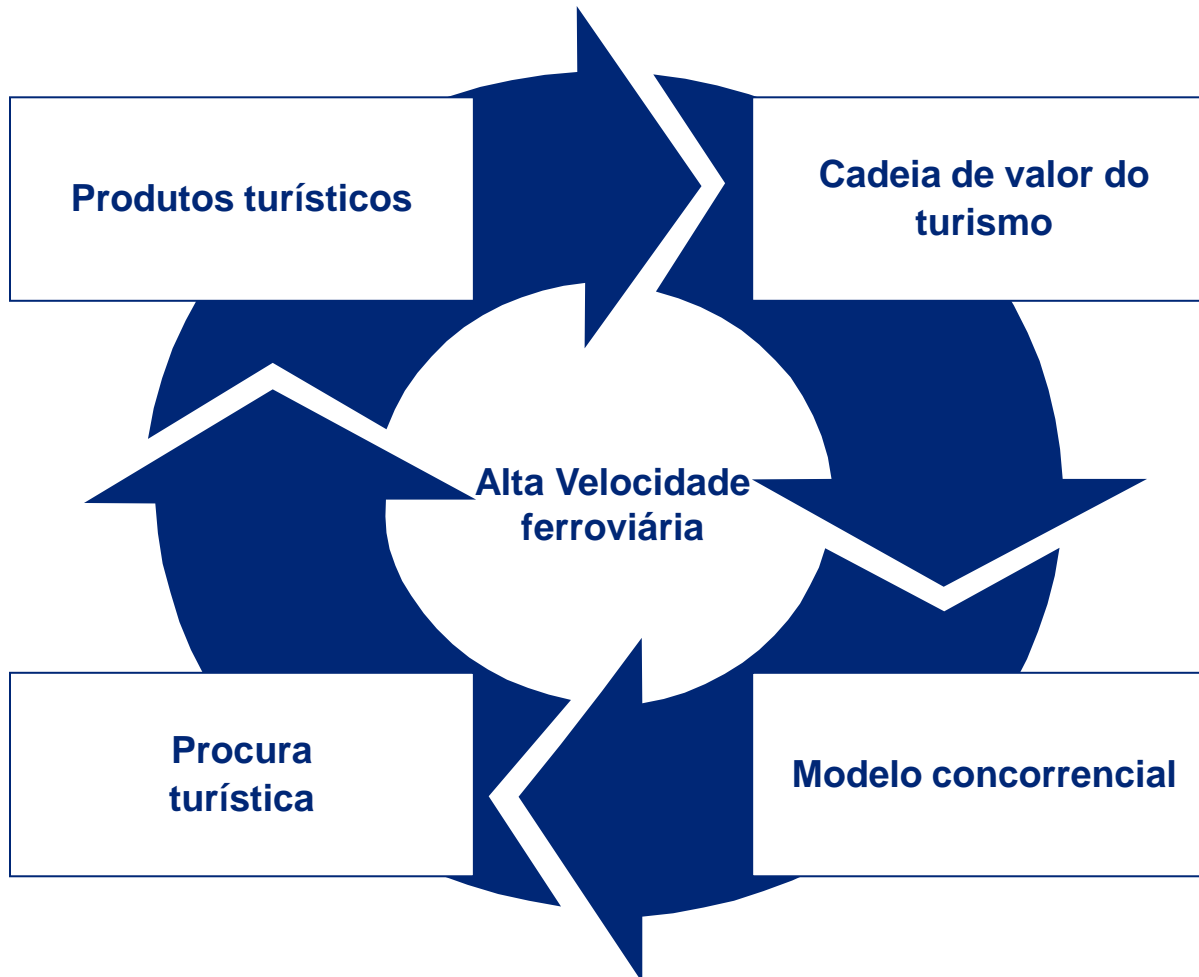 Produtos turísticos
Cadeia de valor do
turismo
Alta Velocidade
ferroviária
Procura
turística
Modelo concorrencial